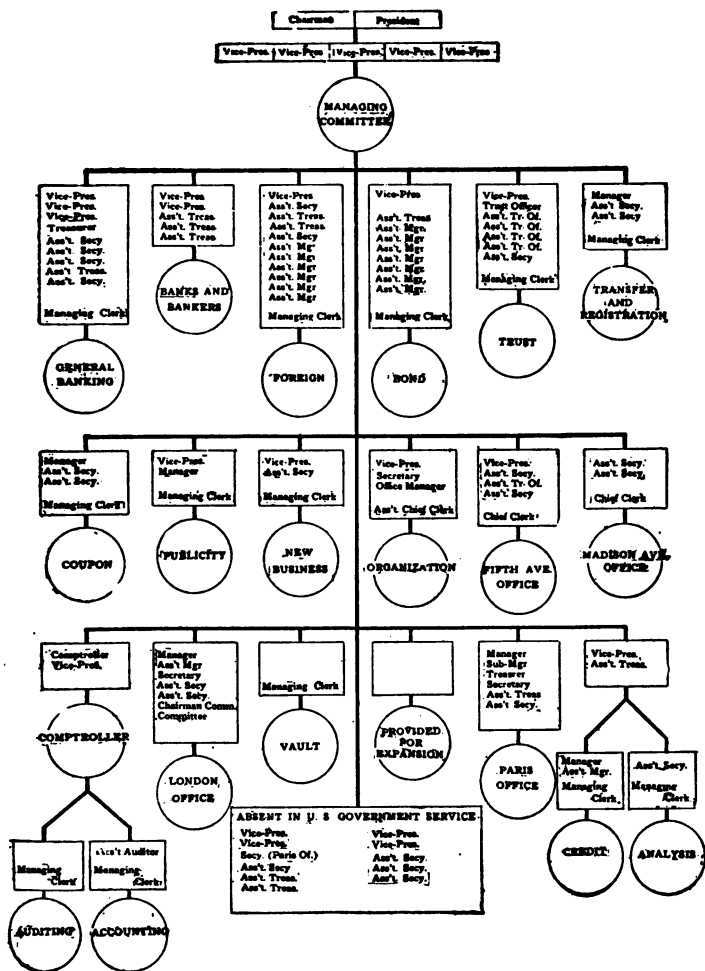 Chairman President
Vice-Pres. Vice-Pres Vice-Pres. Vice-Pres. Vice-Pres
MANAGING
COMMITTEE
Vice-Pres.
Vice-Pres.
Vice-Pres.
Treasurer
Ass't Secy
Ass't. Secy.
Ass't. Secy.
Ass't. Treas.
Ass't. Secy.
Managing Clerk
GENERAL
BANKING
Vice-Pres
Vice-Pres.
Ass't. Treas.
Ass't. Treas.
Ass't. Treas.
BANKS AND
BANKERS
Vice-Pres
Ass't Secy
Ass't. Treas.
Ass't. Treas.
Ass't Secy
Ass't Mgr
Ass't Mgr
Ass't Mgr
Ass't Mgr
Ass't. Mgr
Ass't. Mgr
Managing Clerk
FOREIGN
Vice-Pres
Ass't. Treas
Ass't Mgr.
Ass't Mgr
Ass't Mgr
Ass't. Mgr
Ass't. Mgr
Ass't. Mgr.
Ass't. Mgr.
Managing Clerk
BOND
Vice-Pres.
Trust Officer
Ass't Tr. Of.
Ass't Tr. Of.
Ass't. Tr. Of.
Ass't. Tr. Of.
Ass't Secy
Managing Clerk
TRUST
Manager
Ass't Secy.
Ass't Secy
Managing Clerk
TRANSFER
AND
REGISTRATION
Manager
Ass't. Secy.
Ass't. Secy.
Managing Clerk
COUPON
Vice-Pres.
Manager
Managing Clerk
PUBLICITY
Vice-Pres.
Ass't. Secy
Managing Clerk
NEW
BUSINESS
Vice-Pres.
Secretary
Office Manager
Ass't Chief Clerk
ORGANIZATION
Vice-Pres.
Ass't. Secy.
Ass't. Tr. Of.
Ass't Secy
Chief Clerk
FIFTH AVE.
OFFICE
Ass't. Secy.
Ass't Secy.
Chief Clerk
MADISON AVE.
OFFICE
Comptroller
Vice-Pres.
COMPTROLLER
Manager
Ass't Mgr
Secretary
Ass't. Secy
Ass't. Secy.
Chairman Comm.
Committee
LONDON
OFFICE
Managing Clerk
VAULT
PROVIDED
FOR
EXPANSION
Manager
Sub-Mgr
Treasurer
Secretary
Ass't. Treas
Ass't Secy.
PARIS
OFFICE
Vice-Pres.
Ass't. Treas.
Manager
Ass't Mgr.
Managing
Clerk
CREDIT
Ass't. Secy.
Managing
Clerk
ANALYSIS
Managing
Clerk
AUDITING
Ass't Auditor
Managing
Clerk
ACCOUNTING
ABSENT IN U. S GOVERNMENT SERVICE
Vice-Pres. Vice-Pres.
Vice-Pres. Vice-Pres.
Secy. (Paris Of.) Ass't. Secy.
Ass't Secy Ass't. Secy.
Ass't. Treas. Ass't. Secy.
Ass't. Treas.